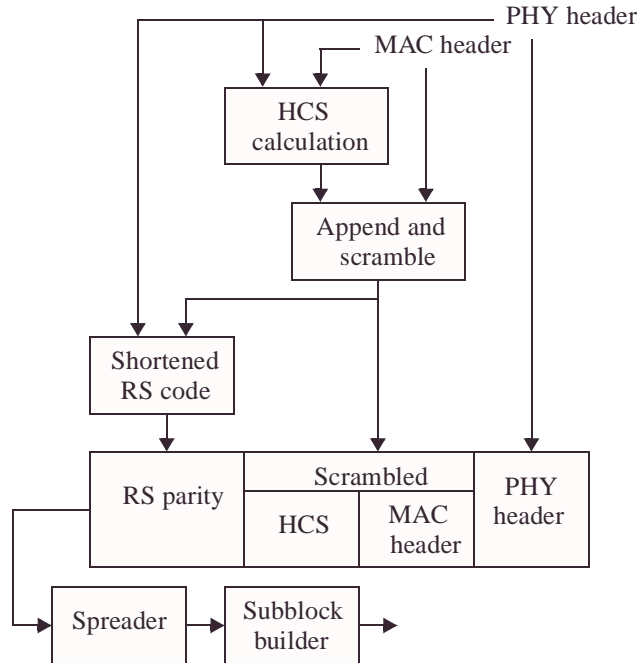 PHY header
MAC header
HCS
calculation
Append and
scramble
Shortened
RS code
RS parity
Scrambled
HCS
MAC
header
PHY
header
Spreader
Subblock
builder